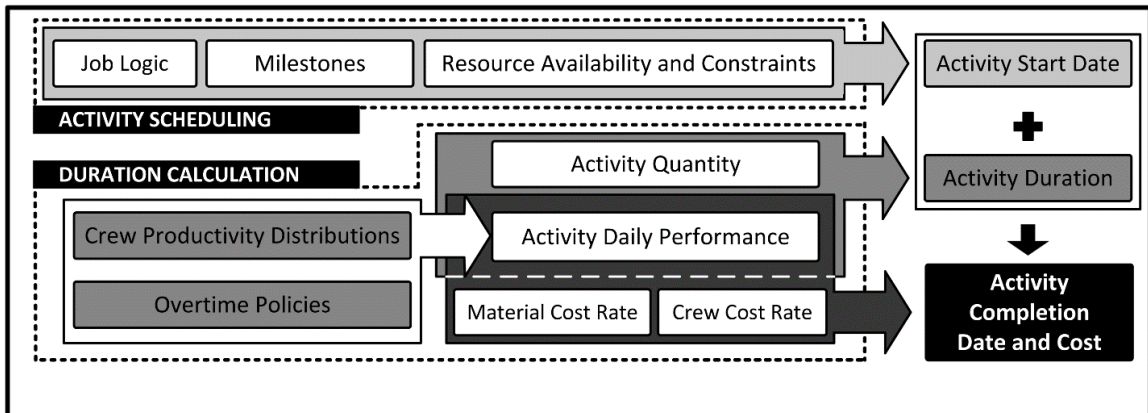 Job Logic
Milestones
Resource Availability and Constraints
Activity Start Date
ACTIVITY SCHEDULING
DURATION CALCULATION
Activity Quantity
Activity Duration
Crew Productivity Distributions
Activity Daily Performance
Overtime Policies
Material Cost Rate
Crew Cost Rate
Activity
Completion
Date and Cost